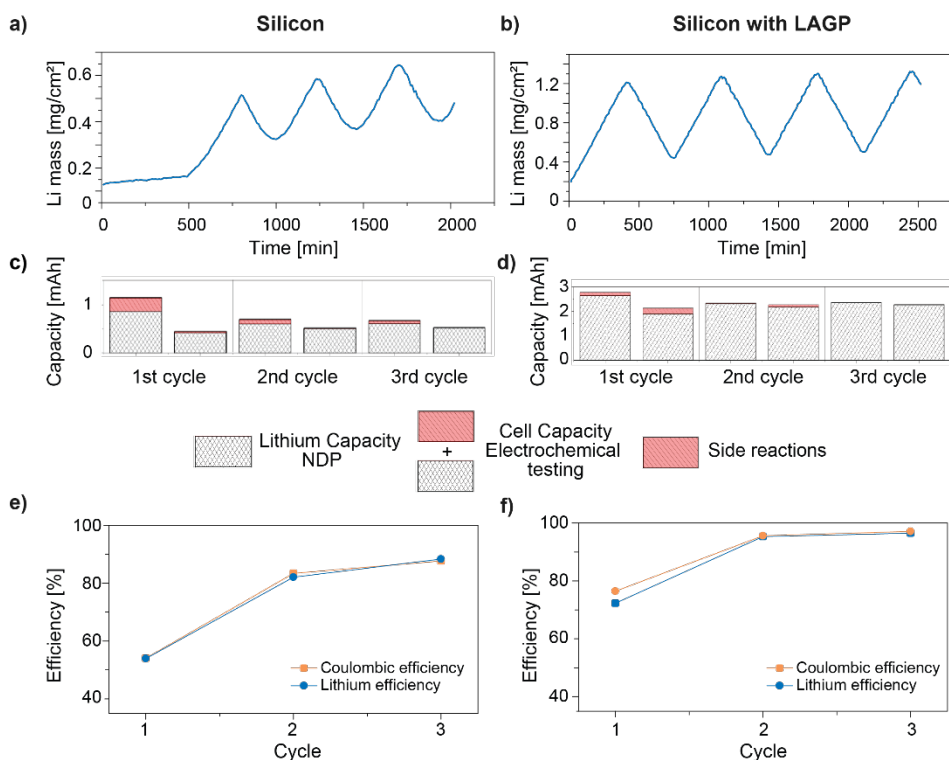 a)
Silicon
b)
Silicon with LAGP
Li mass [mg/cm²]
0.6
0.4
0.2
0
0
500
1000
1500
2000
Time [min]
Li mass [mg/cm²]
1.2
0.8
0.4
0
0
500
1000
1500
2000
2500
Time [min]
c)
Capacity [mAh]
1
0
1st cycle
2nd cycle
3rd cycle
d)
Capacity [mAh]
3
2
1
0
1st cycle
2nd cycle
3rd cycle
Lithium Capacity
NDP
+
Cell Capacity
Electrochemical
testing
Side reactions
e)
Efficiency [%]
100
80
60
40
1
2
3
Cycle
Coulombic efficiency
Lithium efficiency
f)
Efficiency [%]
100
80
60
40
1
2
3
Cycle
Coulombic efficiency
Lithium efficiency